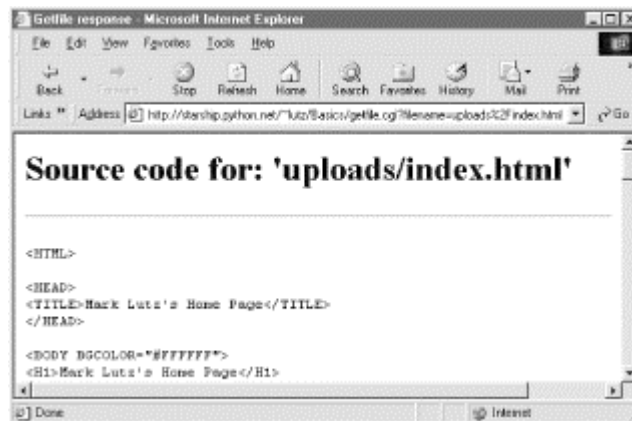 Getfile response - Microsoft Internet Explorer
File Edit View Favorites Tools Help
Back Stop Refresh Home Search Favorites History Mail Print
Links » Address http://starship.python.net/~lutz/Basics/getfile.cgi?filename=uploads%2Findex.html Go
Source code for: 'uploads/index.html'
<HTML>
<HEAD>
<TITLE>Mark Lutz's Home Page</TITLE>
</HEAD>
<BODY BGCOLOR="#FFFFFF">
<H1>Mark Lutz's Home Page</H1>
Done Internet